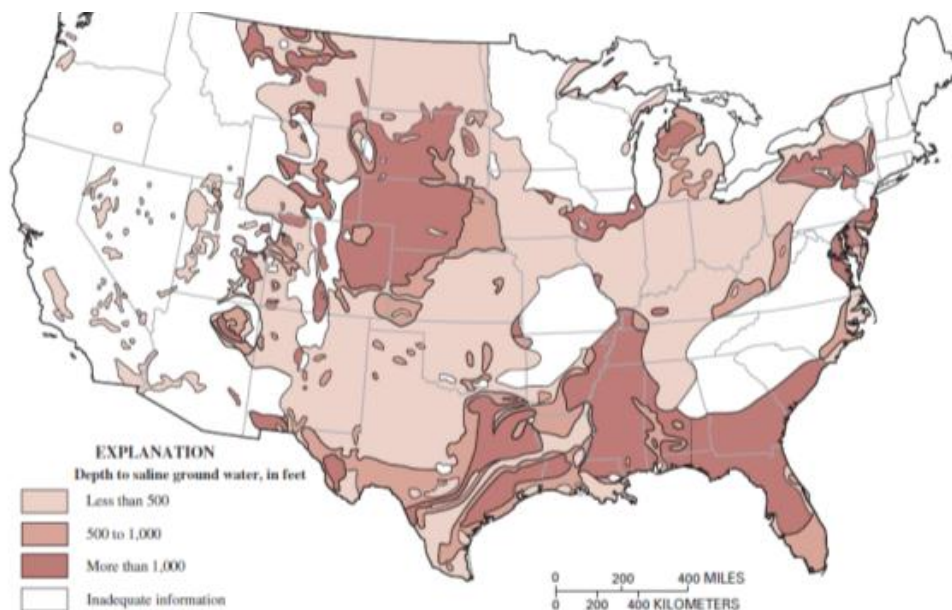 EXPLANATION
Depth to saline ground water, in feet
Less than 500
500 to 1,000
More than 1,000
Inadequate information
0 200 400 MILES
0 200 400 KILOMETERS